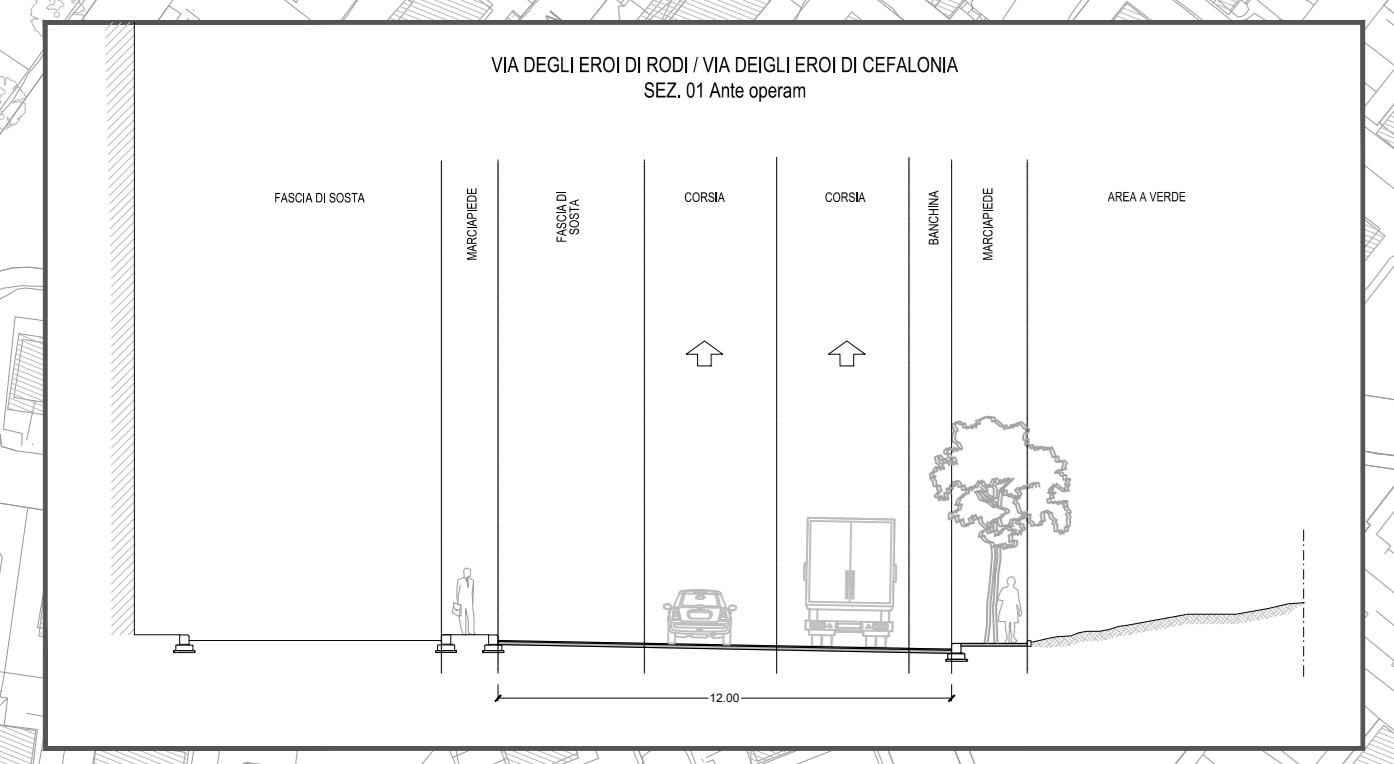 VIA DEGLI EROI DI RODI / VIA DEIGLI EROI DI CEFALONIA
SEZ. 01 Ante operam
FASCIA DI SOSTA
MARCIAPIEDE
FASCIA DI
SOSTA
CORSIA
CORSIA
BANCHINA
MARCIAPIEDE
AREA A VERDE
12.00